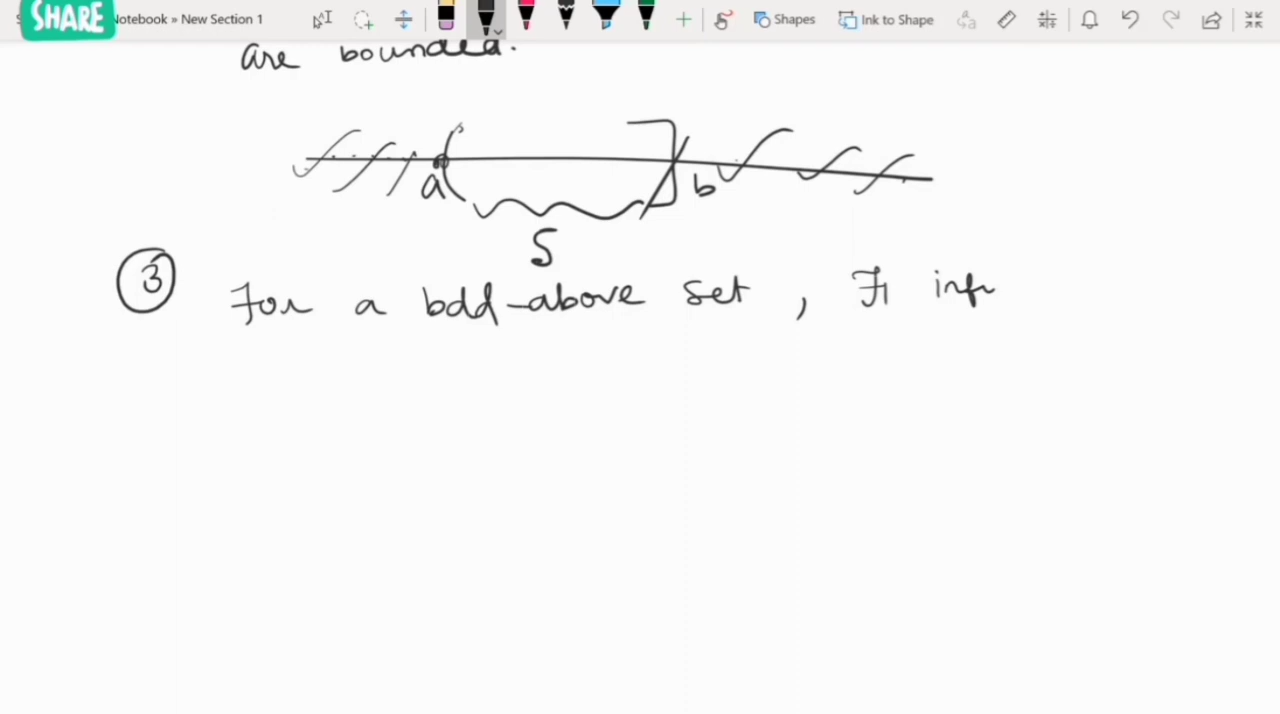 SHARE
Notebook » New Section 1
Shapes
Ink to Shape
are bounded.
a
b
S
③ For a bdd-above set, ∃ inf